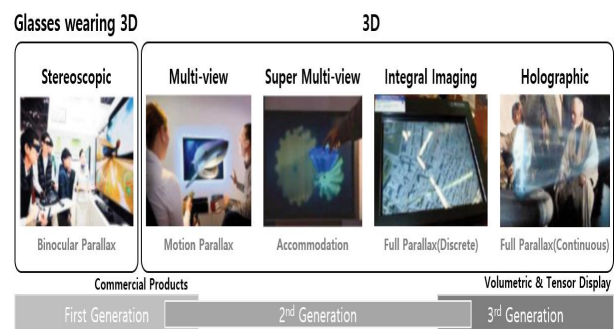 Glasses wearing 3D
3D
Stereoscopic
Multi-view
Super Multi-view
Integral Imaging
Holographic
Binocular Parallax
Motion Parallax
Accommodation
Full Parallax(Discrete)
Full Parallax(Continuous)
Commercial Products
Volumetric & Tensor Display
First Generation
2nd Generation
3rd Generation